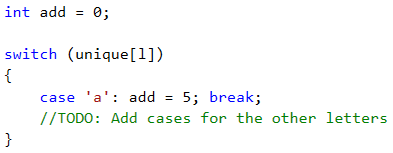 int add = 0;
switch (unique[l])
{
case 'a': add = 5; break;
//TODO: Add cases for the other letters
}